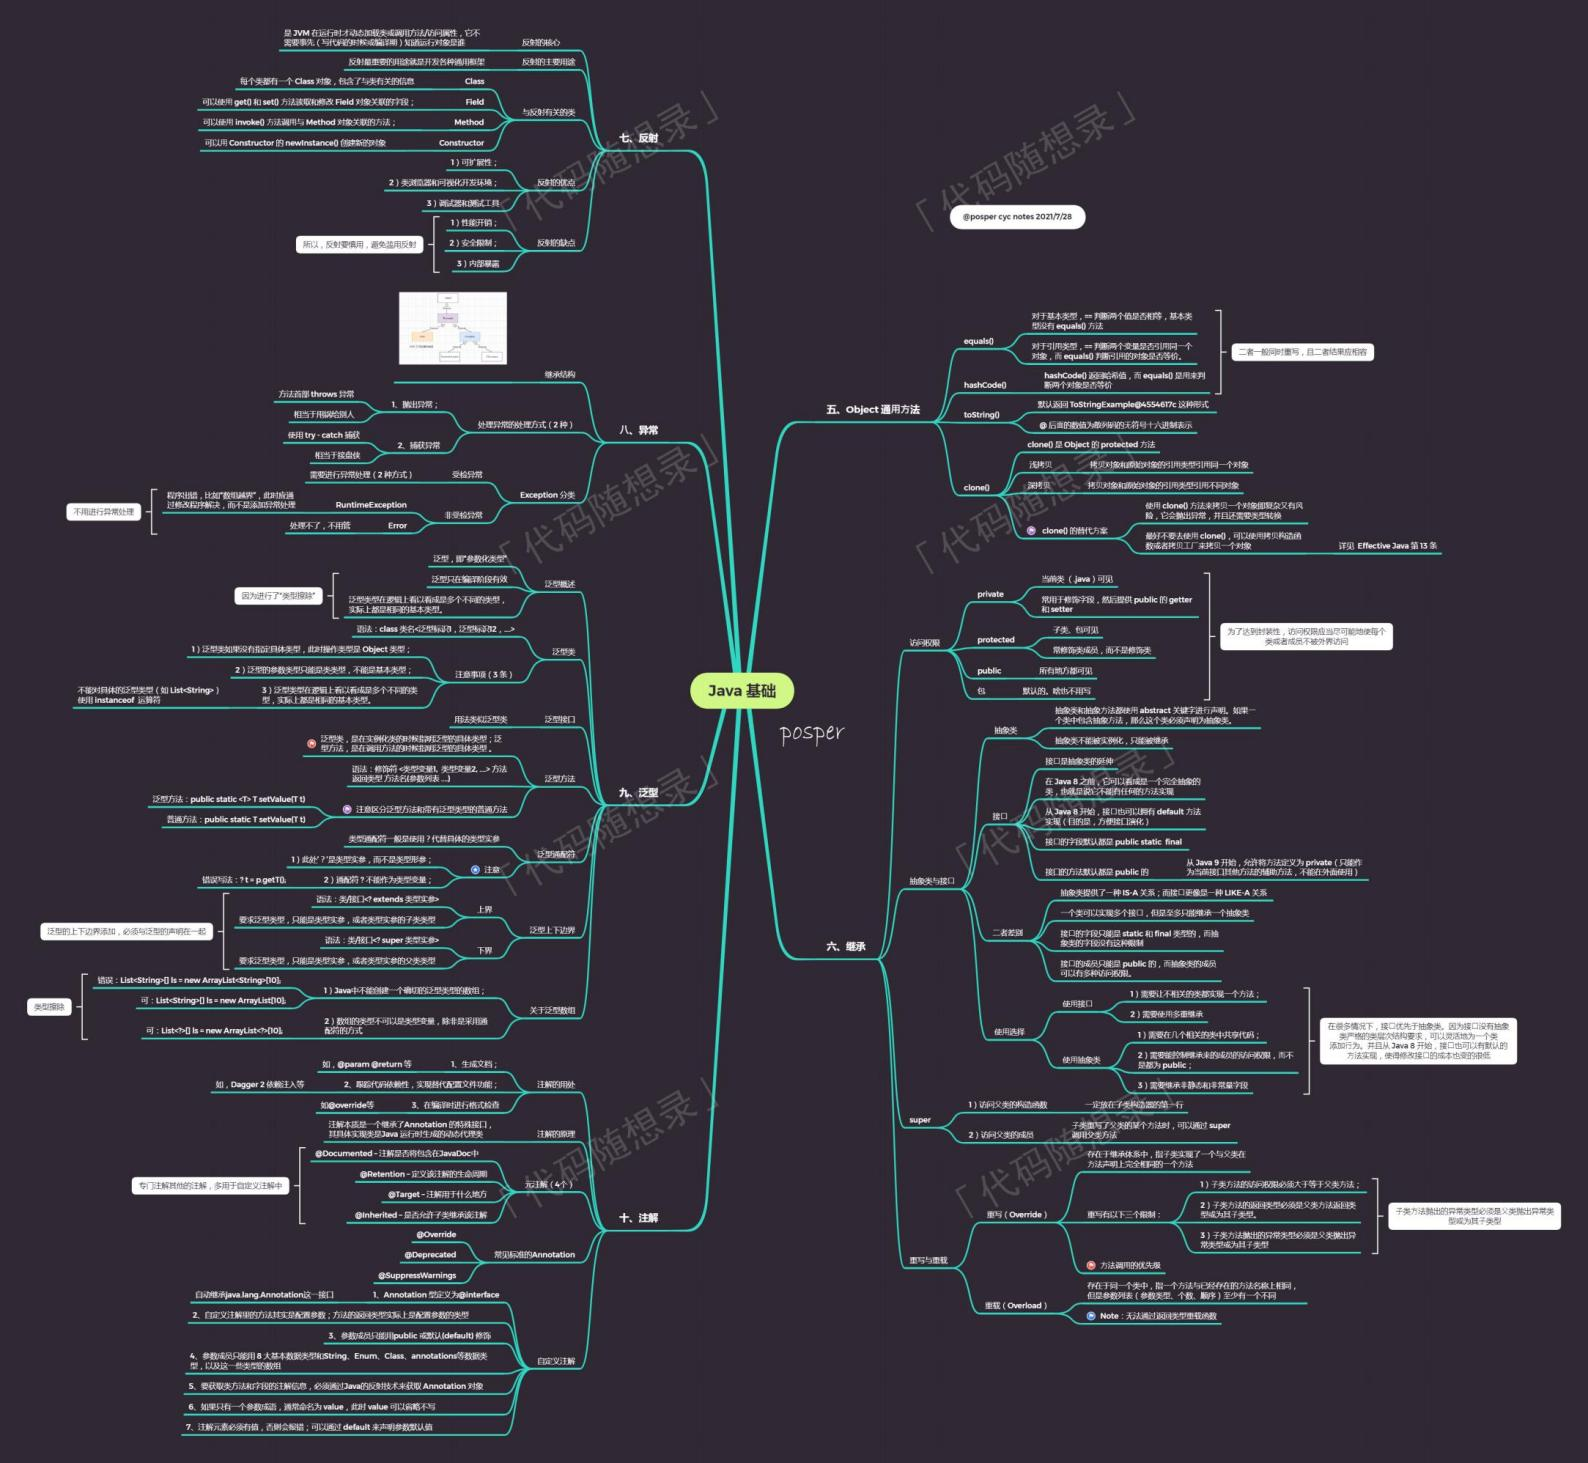 Java 基础
posper
@posper cyc notes 2021/7/28
五、Object 通用方法
equals()
对于基本类型，== 判断两个值是否相等，基本类
型没有 equals() 方法
对于引用类型，== 判断两个变量是否引用同一个
对象，而 equals() 判断引用的对象是否等价。
hashCode()
hashCode() 返回哈希值，而 equals() 是用来判
断两个对象是否等价
二者一般同时重写，且二者结果应相容
toString()
默认返回 ToStringExample@4554617c 这种形式
@ 后面的数值为散列码的无符号十六进制表示
clone()
clone() 是 Object 的 protected 方法
浅拷贝
拷贝对象和原始对象的引用类型引用同一个对象
深拷贝
拷贝对象和原始对象的引用类型引用不同对象
clone() 的替代方案
使用 clone() 方法来拷贝一个对象即复杂又有风
险，它会抛出异常，并且还需要类型转换
最好不要去使用 clone()，可以使用拷贝构造函
数或者拷贝工厂来拷贝一个对象
详见 Effective Java 第 13 条
六、继承
访问权限
private
当前类（.java）可见
常用于修饰字段，然后提供 public 的 getter
和 setter
protected
子类、包可见
常修饰类成员，而不是修饰类
public
所有地方都可见
包
默认的。啥也不用写
为了达到封装性，访问权限应当尽可能地使每个
类或者成员不被外界访问
抽象类与接口
抽象类
抽象类和抽象方法都使用 abstract 关键字进行声明。如果一
个类中包含抽象方法，那么这个类必须声明为抽象类。
抽象类不能被实例化，只能被继承
接口
接口是抽象类的延伸
在 Java 8 之前，它可以看成是一个完全抽象的
类，也就是说它不能有任何的方法实现
从 Java 8 开始，接口也可以拥有 default 方法
实现（目的是，方便接口演化）
接口的字段默认都是 public static final
接口的方法默认都是 public 的
从 Java 9 开始，允许将方法定义为 private（只能作
为当前接口其他方法的辅助方法，不能在外面使用）
二者差别
抽象类提供了一种 IS-A 关系；而接口更像是一种 LIKE-A 关系
一个类可以实现多个接口，但是至多只能继承一个抽象类
接口的字段只能是 static 和 final 类型的，而抽
象类的字段没有这种限制
接口的成员只能是 public 的，而抽象类的成员
可以有多种访问权限。
使用选择
使用接口
1）需要让不相关的类都实现一个方法；
2）需要使用多重继承
使用抽象类
1）需要在几个相关的类中共享代码；
2）需要能控制继承来的成员的访问权限，而不
是都为 public；
3）需要继承非静态和非常量字段
在很多情况下，接口优先于抽象类。因为接口没有抽象
类严格的类层次结构要求，可以灵活地为一个类
添加行为。并且从 Java 8 开始，接口也可以有默认的
方法实现，使得修改接口的成本也变的很低
super
1）访问父类的构造函数
一定放在子类构造器的第一行
2）访问父类的成员
子类重写了父类的某个方法时，可以通过 super
调用父类方法
重写与重载
重写（Override）
存在于继承体系中，指子类实现了一个与父类在
方法声明上完全相同的一个方法
重写有以下三个限制：
1）子类方法的访问权限必须大于等于父类方法；
2）子类方法的返回类型必须是父类方法返回类
型或为其子类型。
3）子类方法抛出的异常类型必须是父类抛出异
常类型或为其子类型
子类方法抛出的异常类型必须是父类抛出异常类
型或为其子类型
方法调用的优先级
重载（Overload）
存在于同一个类中，指一个方法与已经存在的方法名称上相同，
但是参数列表（参数类型、个数、顺序）至少有一个不同
Note：无法通过返回类型重载函数
七、反射
反射的核心
是 JVM 在运行时才动态加载类或调用方法/访问属性，它不
需要事先（写代码的时候或编译期）知道运行对象是谁
反射的主要用途
反射最重要的用途就是开发各种通用框架
与反射有关的类
Class
每个类都有一个 Class 对象，包含了与类有关的信息
Field
可以使用 get() 和 set() 方法读取和修改 Field 对象关联的字段；
Method
可以使用 invoke() 方法调用与 Method 对象关联的方法；
Constructor
可以用 Constructor 的 newInstance() 创建新的对象
反射的优点
1）可扩展性；
2）类浏览器和可视化开发环境；
3）调试器和测试工具
反射的缺点
1）性能开销；
2）安全限制；
3）内部暴露
所以，反射要慎用，避免滥用反射
八、异常
继承结构
处理异常的处理方式（2 种）
1、抛出异常；
方法首部 throws 异常
相当于甩锅给别人
2、捕获异常
使用 try - catch 捕获
相当于接盘侠
Exception 分类
受检异常
需要进行异常处理（2 种方式）
非受检异常
RuntimeException
程序出错，比如“数组越界”，此时应通
过修改程序解决，而不是添加异常处理
Error
处理不了，不用管
不用进行异常处理
九、泛型
泛型概述
泛型，即“参数化类型”
泛型只在编译阶段有效
泛型类型在逻辑上看以看成是多个不同的类型，
实际上都是相同的基本类型。
因为进行了“类型擦除”
泛型类
语法：class 类名<泛型标识1，泛型标识2，...>
注意事项（3 条）
1）泛型类如果没有指定具体类型，此时操作类型是 Object 类型；
2）泛型的参数类型只能是类类型，不能是基本类型；
3）泛型类型在逻辑上看以看成是多个不同的类
型，实际上都是相同的基本类型。
不能对具体的泛型类型（如 List<String>）
使用 instanceof 运算符
泛型接口
用法类似泛型类
泛型方法
泛型类，是在实例化类的时候指明泛型的具体类型；泛
型方法，是在调用方法的时候指明泛型的具体类型 。
语法：修饰符 <类型变量1, 类型变量2, ...> 方法
返回类型 方法名(参数列表 ...)
注意区分泛型方法和带有泛型类型的普通方法
泛型方法：public static <T> T setValue(T t)
普通方法：public static T setValue(T t)
泛型通配符
类型通配符一般是使用？代替具体的类型实参
注意
1）此处‘？’是类型实参，而不是类型形参；
2）通配符？不能作为类型变量；
错误写法：? t = p.getT();
泛型上下边界
上界
语法：类/接口<? extends 类型实参>
要求泛型类型，只能是类型实参，或者类型实参的子类类型
下界
语法：类/接口<? super 类型实参>
要求泛型类型，只能是类型实参，或者类型实参的父类类型
泛型的上下边界添加，必须与泛型的声明在一起
关于泛型数组
1）Java中不能创建一个确切的泛型类型的数组；
错误：List<String>[] ls = new ArrayList<String>[10];
可：List<String>[] ls = new ArrayList[10];
2）数组的类型不可以是类型变量，除非是采用通
配符的方式
可：List<?>[] ls = new ArrayList<?>[10];
类型擦除
十、注解
注解的用处
1、生成文档；
如，@param @return 等
2、跟踪代码依赖性，实现替代配置文件功能；
如，Dagger 2 依赖注入等
3、在编译时进行格式检查
如@override等
注解的原理
注解本质是一个继承了Annotation 的特殊接口，
其具体实现类是Java 运行时生成的动态代理类
元注解（4个）
@Documented – 注解是否将包含在JavaDoc中
@Retention – 定义该注解的生命周期
@Target – 注解用于什么地方
@Inherited – 是否允许子类继承该注解
专门注解其他的注解，多用于自定义注解中
常见标准的Annotation
@Override
@Deprecated
@SuppressWarnings
自定义注解
1、Annotation 型定义为@interface
自动继承java.lang.Annotation这一接口
2、自定义注解里的方法其实是配置参数；方法的返回类型实际上是配置参数的类型
3、参数成员只能用public 或默认(default) 修饰
4、参数成员只能用 8 大基本数据类型和String、Enum、Class、annotations等数据类
型，以及这一些类型的数组
5、要获取类方法和字段的注解信息，必须通过Java的反射技术来获取 Annotation 对象
6、如果只有一个参数成语，通常命名为 value，此时 value 可以省略不写
7、注解元素必须有值，否则会报错；可以通过 default 来声明参数默认值
「代码随想录」
「代码随想录」
「代码随想录」
「代码随想录」
「代码随想录」
「代码随想录」
「代码随想录」
「代码随想录」